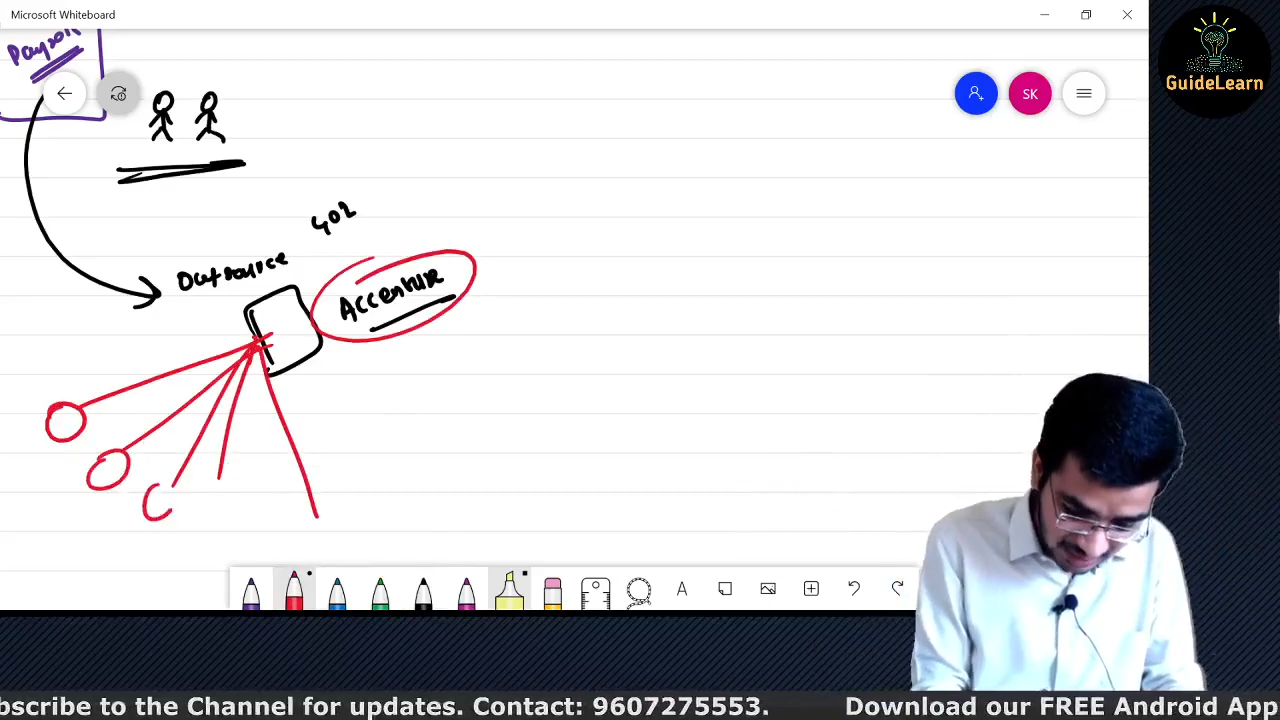 Microsoft Whiteboard
Payroll
SK
GuideLearn
402
Outsource
Accenture
C
A
bscribe to the Channel for updates. Contact: 9607275553. Download our FREE Android App